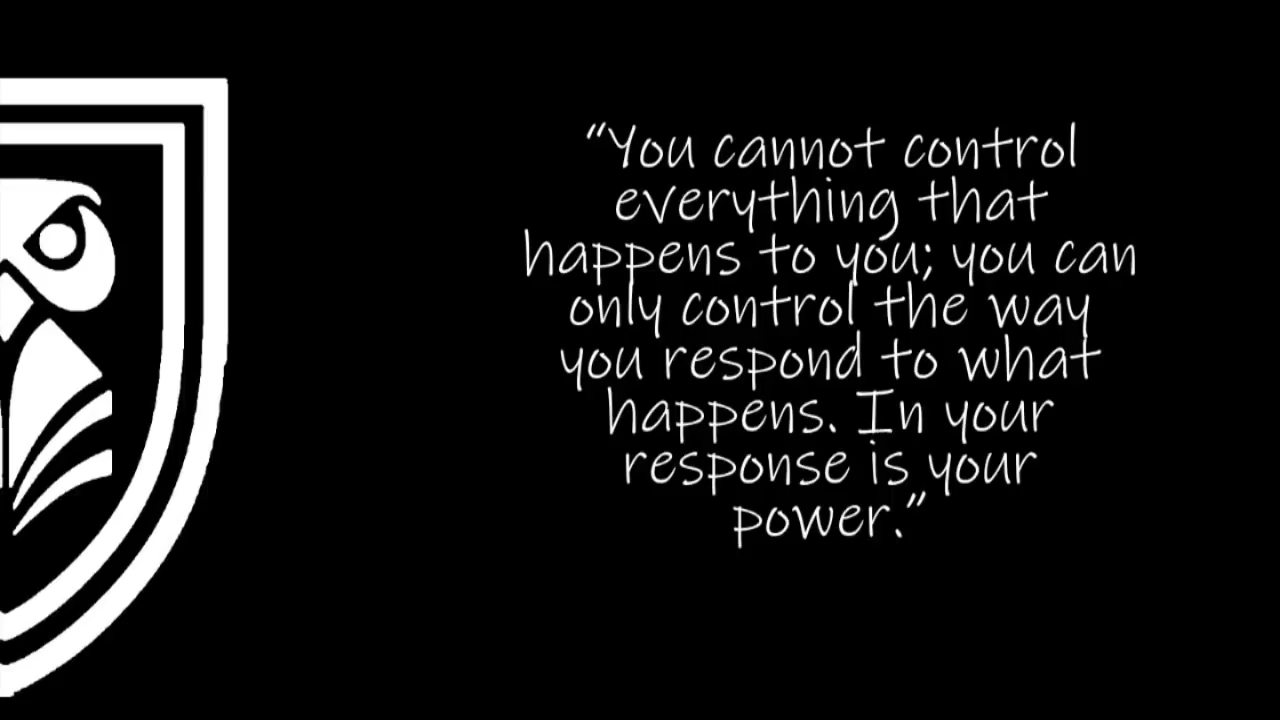 “You cannot control
everything that
happens to you; you can
only control the way
you respond to what
happens. In your
response is your
power.”